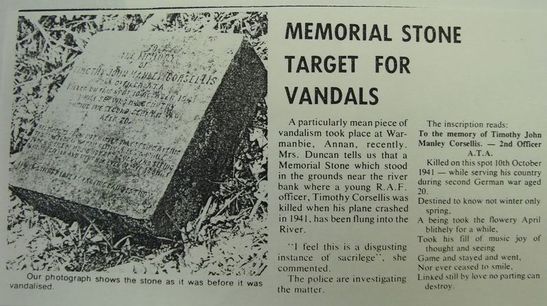 TO THE
MEMORY
OF
TIMOTHY JOHN MANLEY CORSELLIS
MEMORIAL STONE
TARGET FOR
VANDALS
A particularly mean piece of
vandalism took place at War-
manbie, Annan, recently.
Mrs. Duncan tells us that a
Memorial Stone which stood
in the grounds near the river
bank where a young R.A.F.
officer, Timothy Corsellis was
killed when his plane crashed
in 1941, has been flung into the
River.
"I feel this is a disgusting
instance of sacrilege", she
commented.
The police are investigating
the matter.
The inscription reads:
To the memory of Timothy John
Manley Corsellis. — 2nd Officer
A.T.A.
Killed on this spot 10th October
1941 — while serving his country
during second German war aged
20.
Destined to know not winter only
spring,
A being took the flowery April
blithely for a while,
Took his fill of music joy of
thought and seeing
Game and stayed and went,
Nor ever ceased to smile,
Linked still by love no parting can
destroy.
Our photograph shows the stone as it was before it was
vandalised.